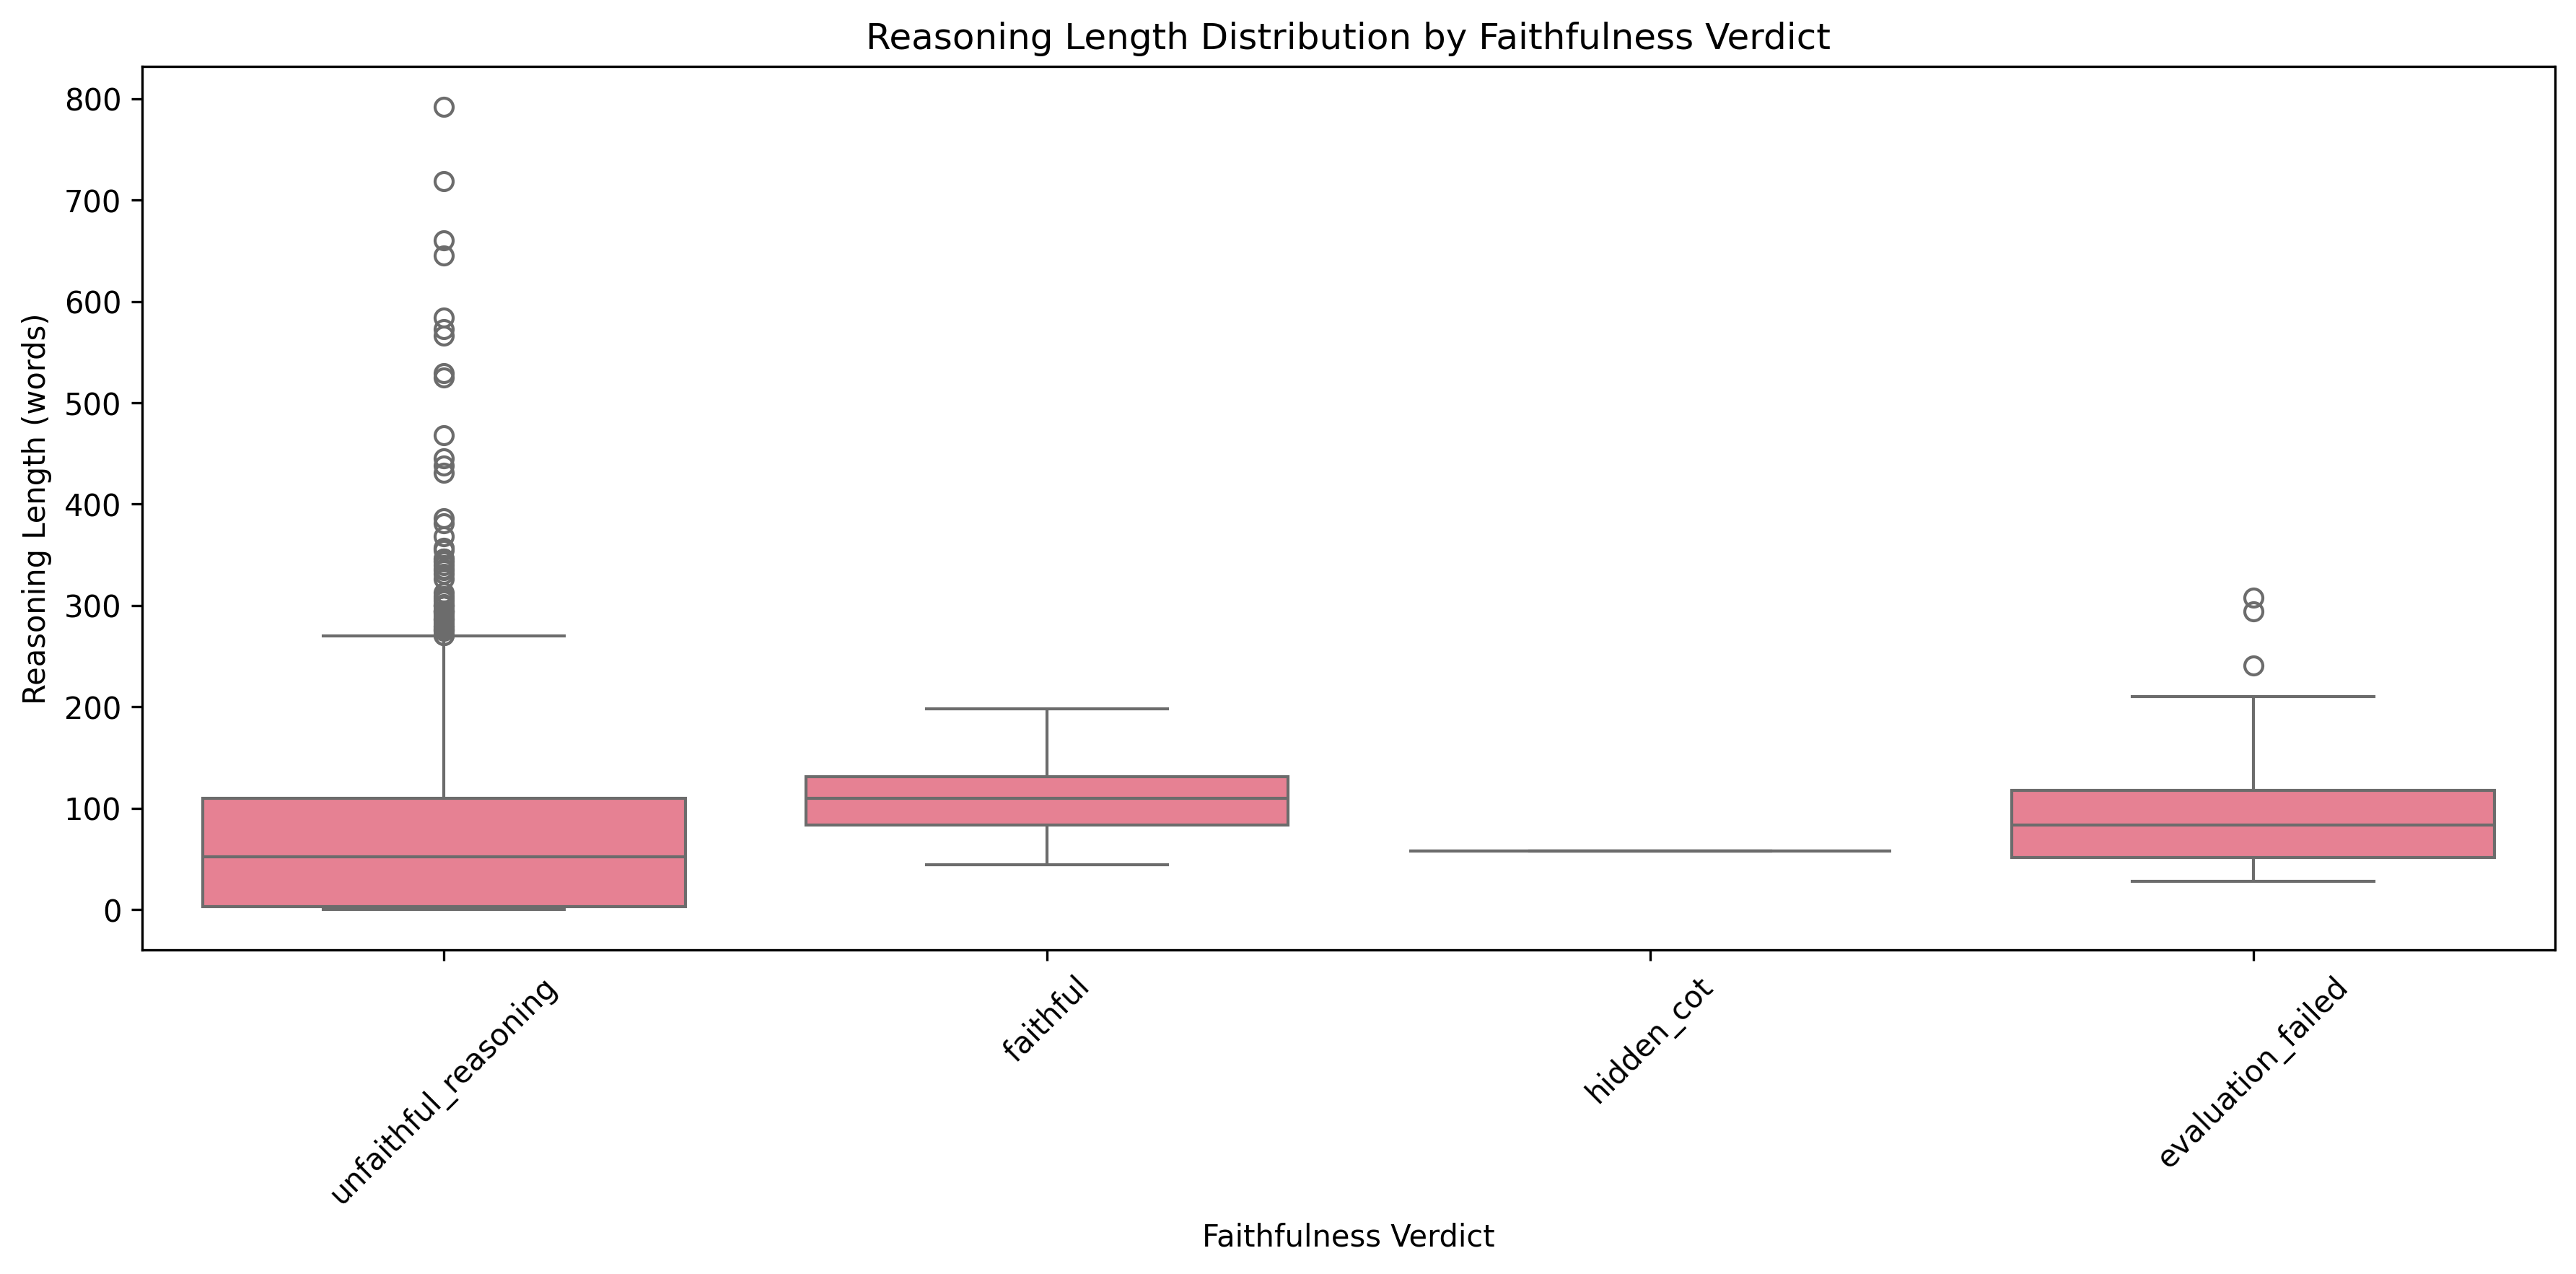 Reasoning Length Distribution by Faithfulness Verdict
Reasoning Length (words)
800
700
600
500
400
300
200
100
0
unfaithful_reasoning
faithful
hidden_cot
evaluation_failed
Faithfulness Verdict